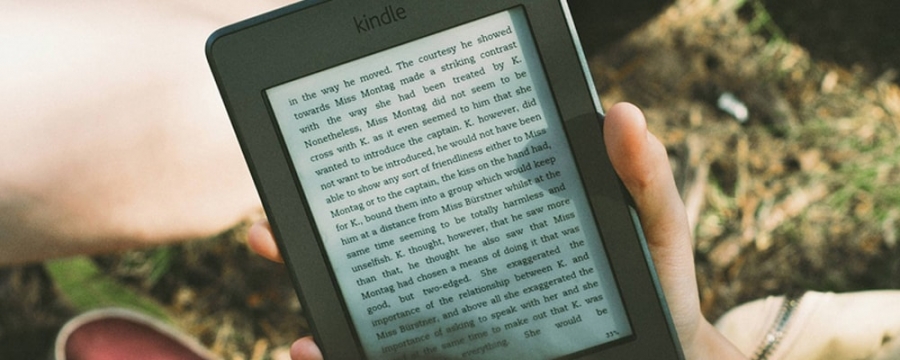 kindle
in the way he moved. The courtesy he showed
towards Miss Montag made a striking contrast
with the way she had been treated by K.
Nonetheless, Miss Montag did not seem to be
cross with K. as it even seemed to him that she
wanted to introduce the captain. K. however, did
not want to be introduced, he would not have been
able to show any sort of friendliness either to Miss
Montag or to the captain, the kiss on the hand had,
for K., bound them into a group which would keep
him at a distance from Miss Bürstner whilst at the
same time seeming to be totally harmless and
unselfish. K. thought, however, that he saw more
than that, he thought he also saw that Miss
Montag had chosen a means of doing it that was
good, but two-edged. She exaggerated the
importance of the relationship between K. and
Miss Bürstner, and above all she exaggerated the
importance of asking to speak with her and she
the same time to make out that K. was
everything. She would be
33%